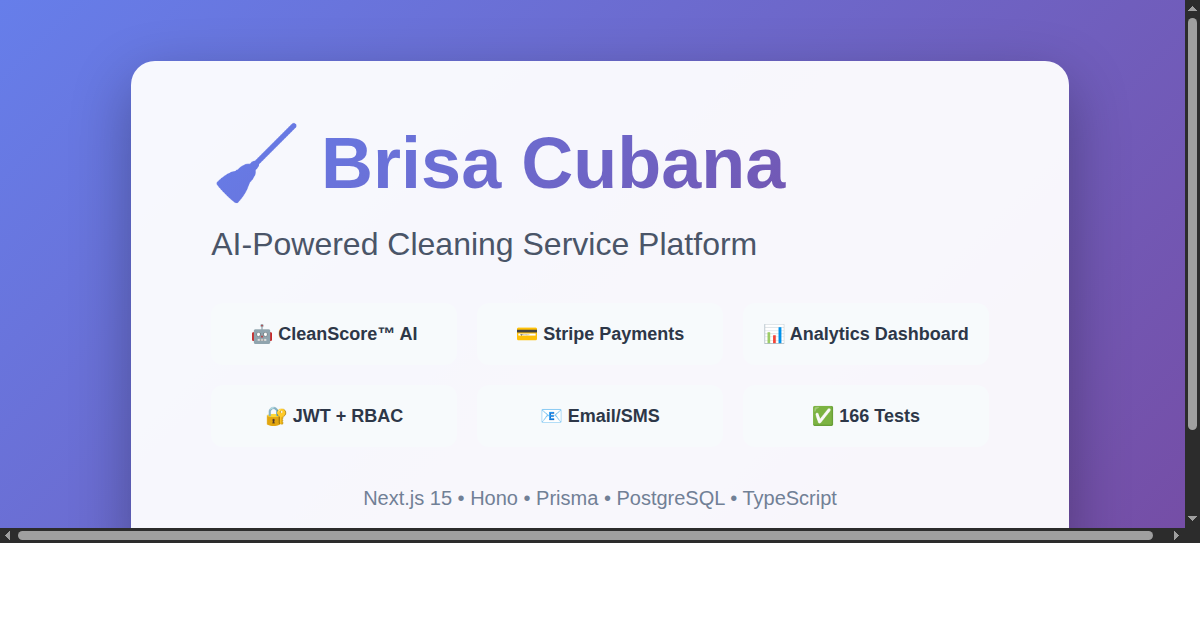 Brisa Cubana
AI-Powered Cleaning Service Platform
🤖 CleanScore™ AI
💳 Stripe Payments
📊 Analytics Dashboard
🔐 JWT + RBAC
📧 Email/SMS
✅ 166 Tests
Next.js 15 • Hono • Prisma • PostgreSQL • TypeScript